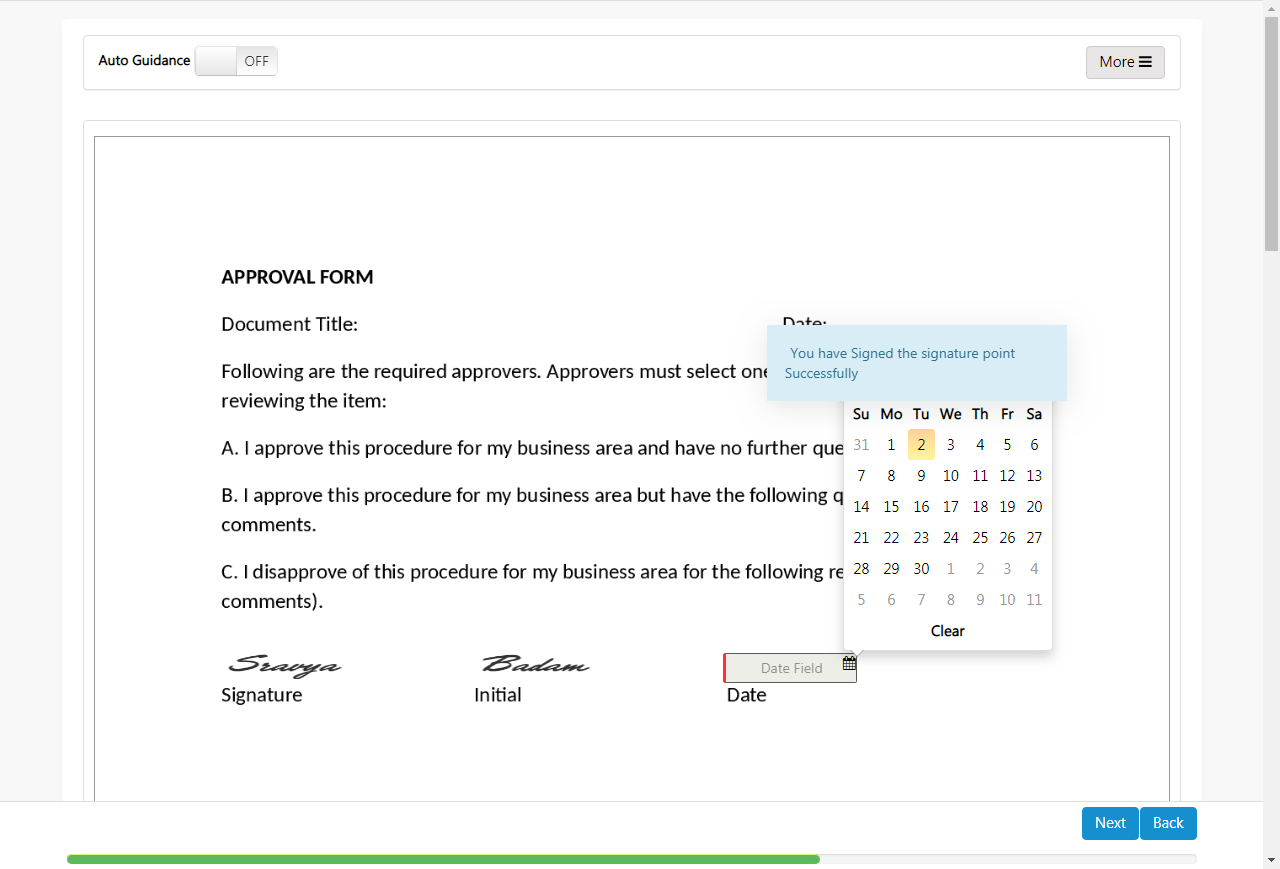 Auto Guidance OFF More
APPROVAL FORM
Document Title: Date:
You have Signed the signature point
Successfully
Following are the required approvers. Approvers must select one
reviewing the item:
Su Mo Tu We Th Fr Sa
31 1 2 3 4 5 6
7 8 9 10 11 12 13
14 15 16 17 18 19 20
21 22 23 24 25 26 27
28 29 30 1 2 3 4
5 6 7 8 9 10 11
Clear
A. I approve this procedure for my business area and have no further que
B. I approve this procedure for my business area but have the following q
comments.
C. I disapprove of this procedure for my business area for the following re
comments).
Sravya Badam Date Field
Signature Initial Date
Next Back